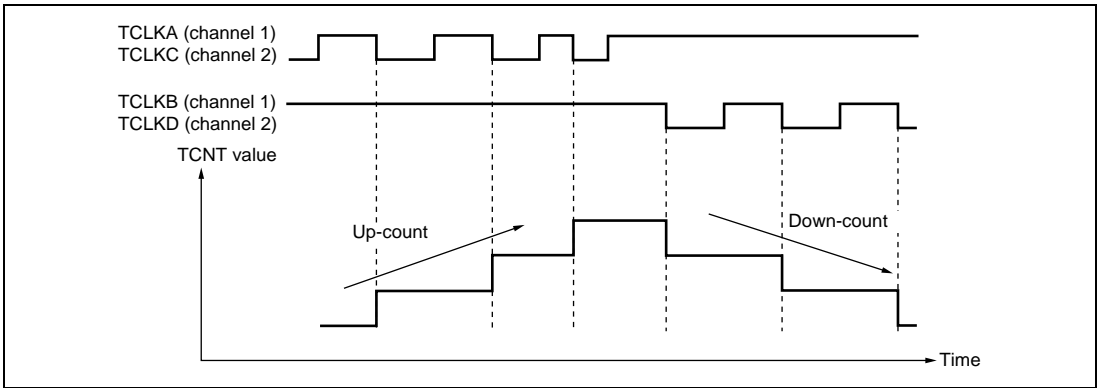 TCLKA (channel 1)
TCLKC (channel 2)
TCLKB (channel 1)
TCLKD (channel 2)
TCNT value
Up-count
Down-count
Time